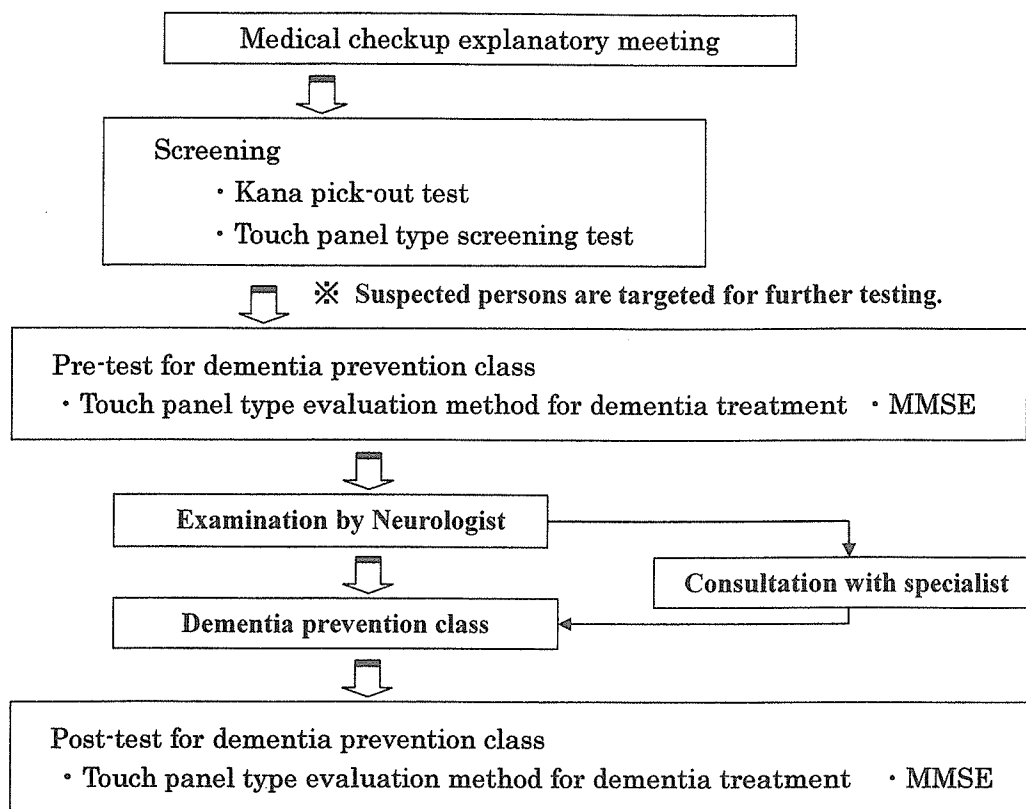 Medical checkup explanatory meeting
Screening
・Kana pick-out test
・Touch panel type screening test
※ Suspected persons are targeted for further testing.
Pre-test for dementia prevention class
・Touch panel type evaluation method for dementia treatment ・MMSE
Examination by Neurologist
Consultation with specialist
Dementia prevention class
Post-test for dementia prevention class
・Touch panel type evaluation method for dementia treatment ・MMSE